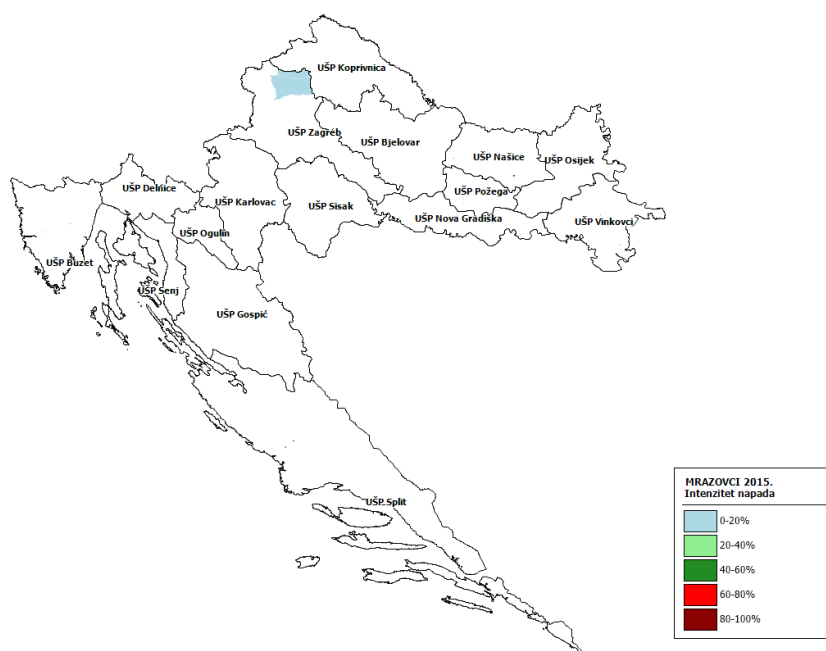 UŠP Koprivnica
UŠP Zagreb
UŠP Bjelovar
UŠP Našice
UŠP Osijek
UŠP Delnice
UŠP Požega
UŠP Karlovac
UŠP Sisak
UŠP Nova Gradiška
UŠP Vinkovci
UŠP Ogulin
UŠP Buzet
UŠP Senj
UŠP Gospić
UŠP Split
MRAZOVCI 2015.
Intenzitet napada
0-20%
20-40%
40-60%
60-80%
80-100%